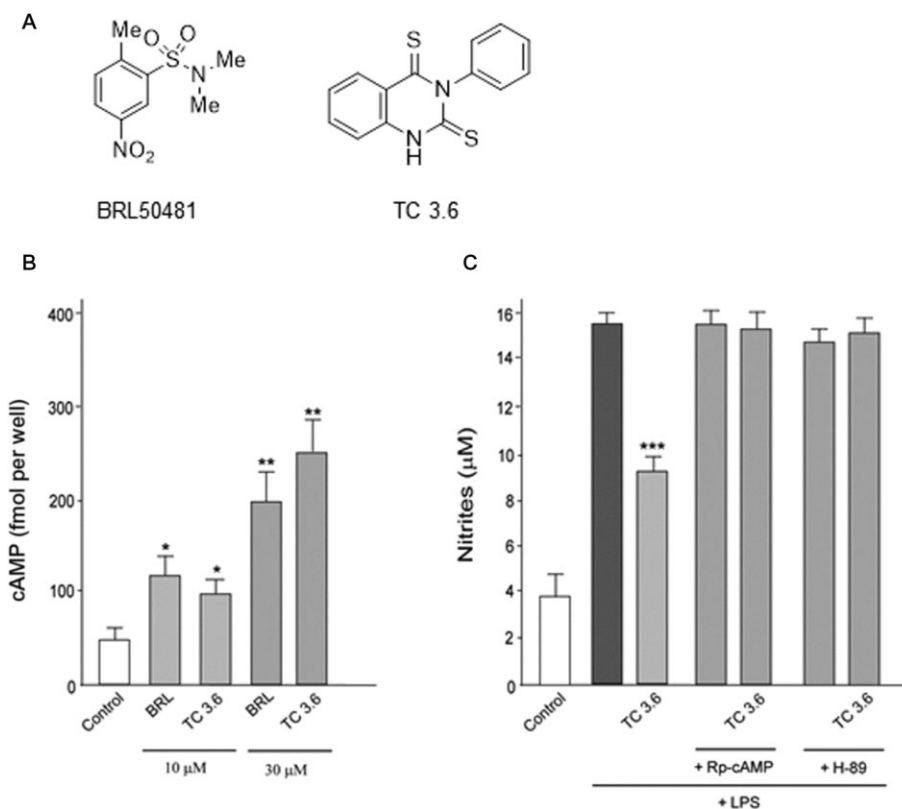 A
Me
O
O
S
Me
N
Me
NO2
BRL50481
S
N
S
N
H
TC 3.6
B
cAMP (fmol per well)
400
300
200
100
0
*
*
**
**
Control
BRL
TC 3.6
BRL
TC 3.6
10 μM
30 μM
C
Nitrites (μM)
16
14
12
10
8
6
4
2
0
***
Control
TC 3.6
TC 3.6
TC 3.6
+ Rp-cAMP
+ H-89
+ LPS